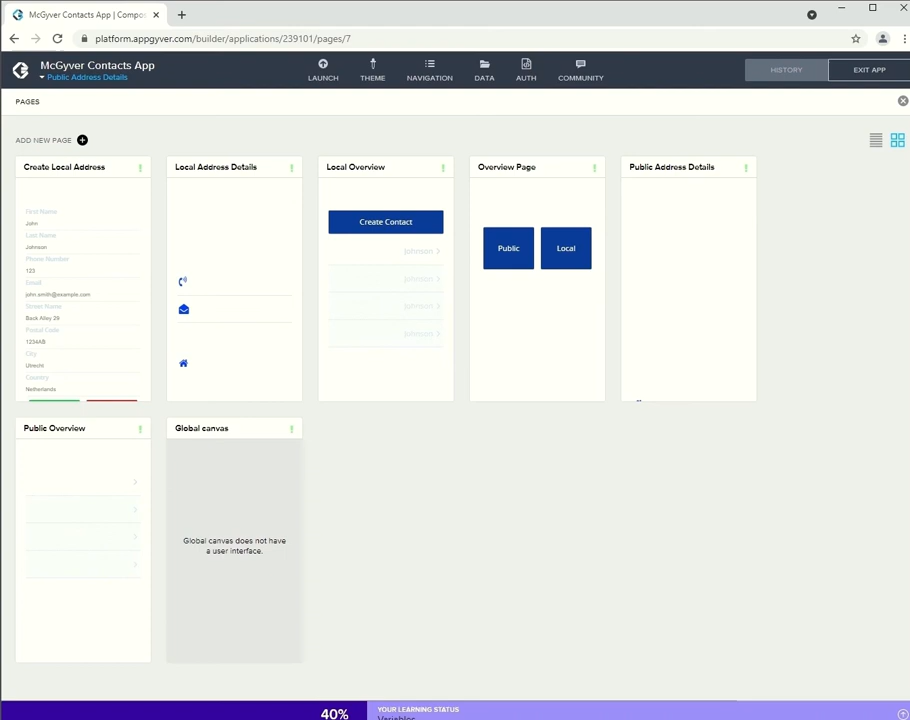 McGyver Contacts App | Compos
platform.appgyver.com/builder/applications/239101/pages/7
McGyver Contacts App
Public Address Details
LAUNCH
THEME
NAVIGATION
DATA
AUTH
COMMUNITY
HISTORY
EXIT APP
PAGES
ADD NEW PAGE
Create Local Address
First Name
John
Last Name
Johnson
Phone Number
123
Email
john.smith@example.com
Street Name
Back Alley 29
Postal Code
1234AB
City
Utrecht
Country
Netherlands
Local Address Details
Local Overview
Create Contact
Johnson
Johnson
Johnson
Johnson
Overview Page
Public
Local
Public Address Details
Public Overview
Global canvas
Global canvas does not have
a user interface.
40%
YOUR LEARNING STATUS
Variables